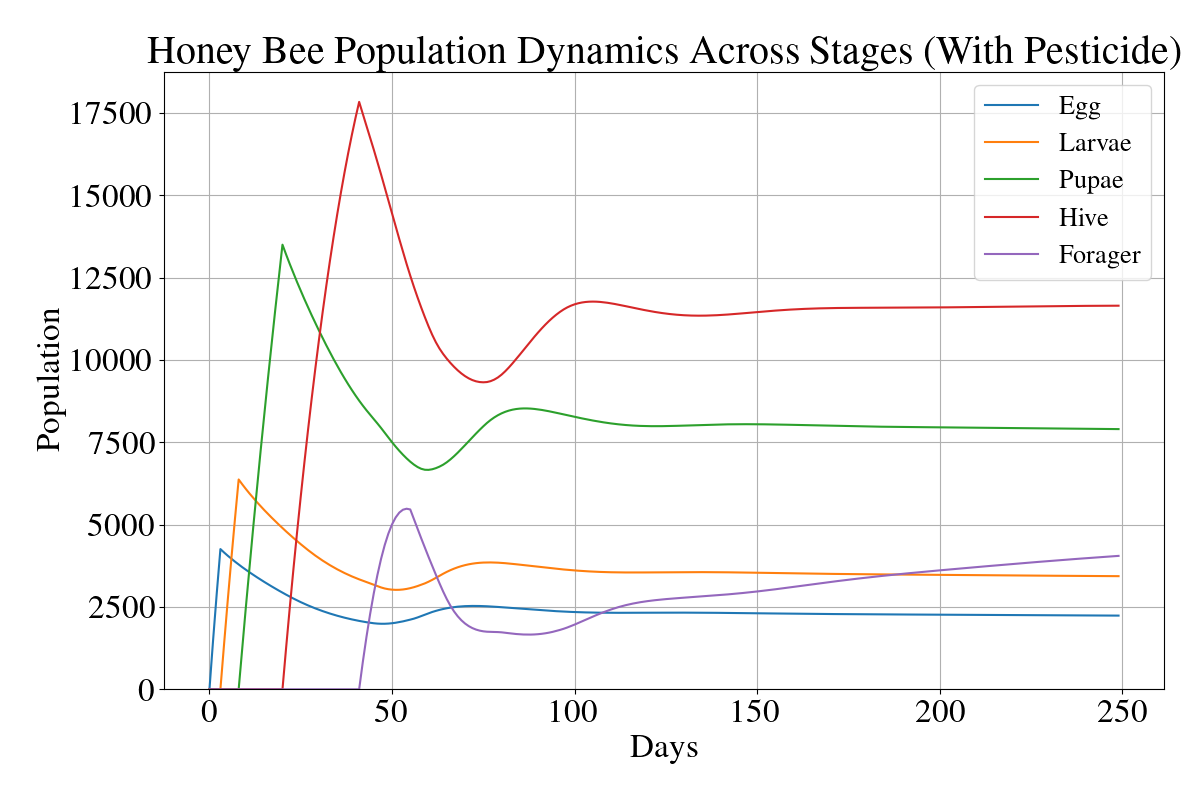 Honey Bee Population Dynamics Across Stages (With Pesticide)
Egg
Larvae
Pupae
Hive
Forager
17500
15000
12500
10000
7500
5000
2500
0
Population
0 50 100 150 200 250
Days